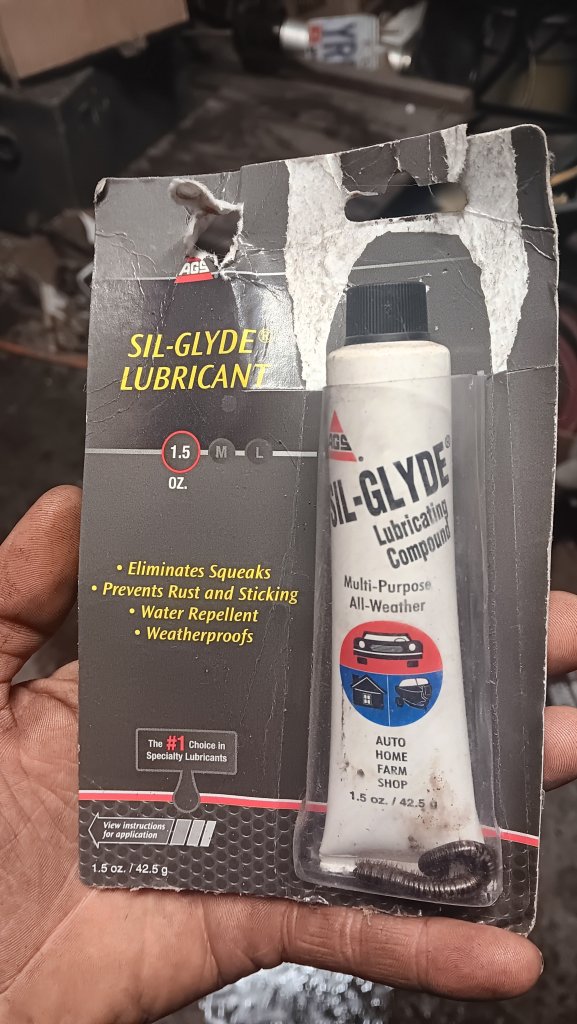 AGS
SIL-GLYDE®
LUBRICANT
1.5 M L
OZ.
• Eliminates Squeaks
• Prevents Rust and Sticking
• Water Repellent
• Weatherproofs
The #1 Choice in
Specialty Lubricants
View instructions
for application
1.5 oz. / 42.5 g
AGS
SIL-GLYDE®
Lubricating
Compound
Multi-Purpose
All-Weather
AUTO
HOME
FARM
SHOP
1.5 oz. / 42.5 g